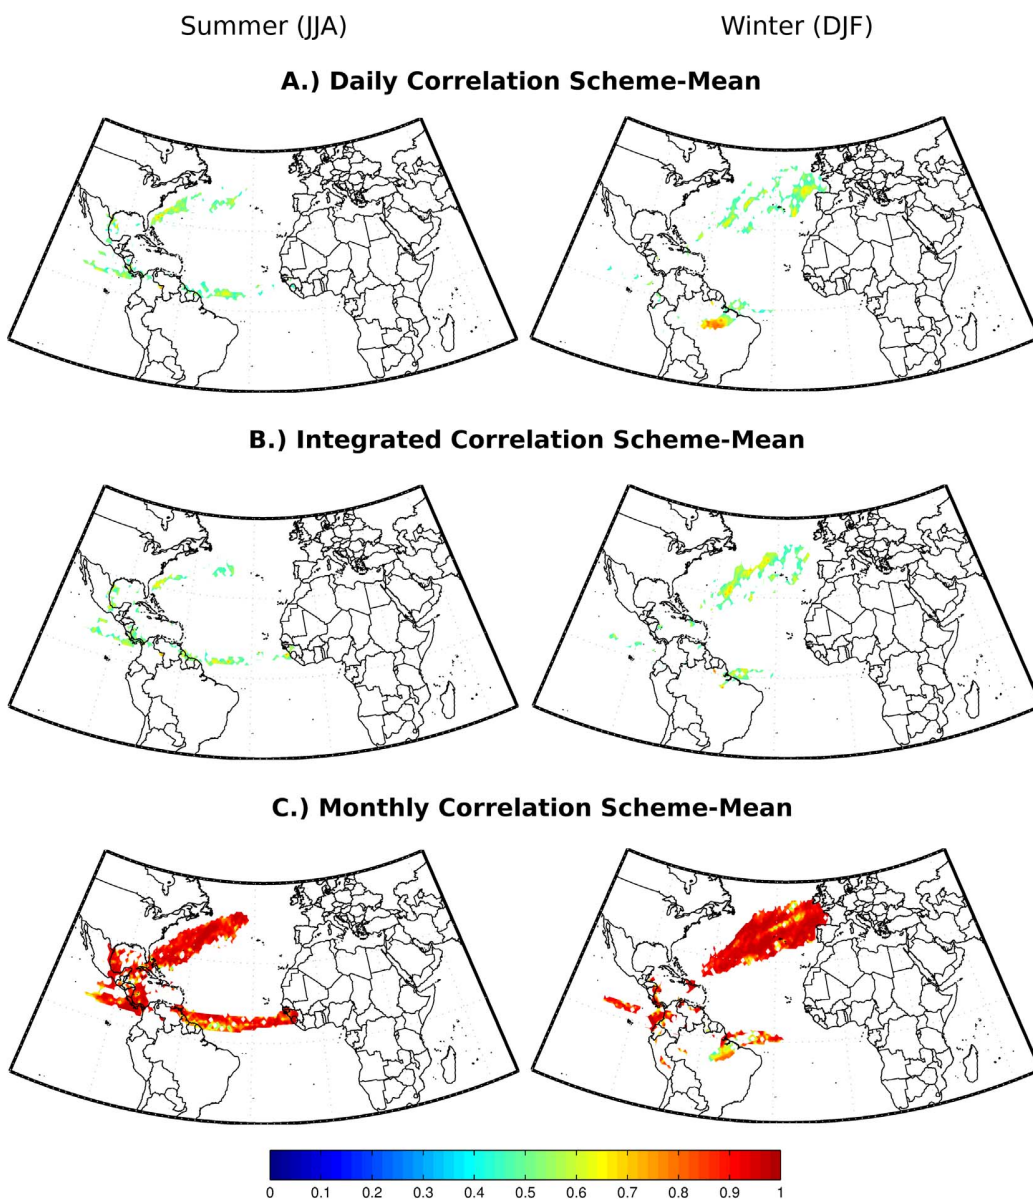 Summer (JJA) Winter (DJF)
A.) Daily Correlation Scheme-Mean
B.) Integrated Correlation Scheme-Mean
C.) Monthly Correlation Scheme-Mean
0 0.1 0.2 0.3 0.4 0.5 0.6 0.7 0.8 0.9 1